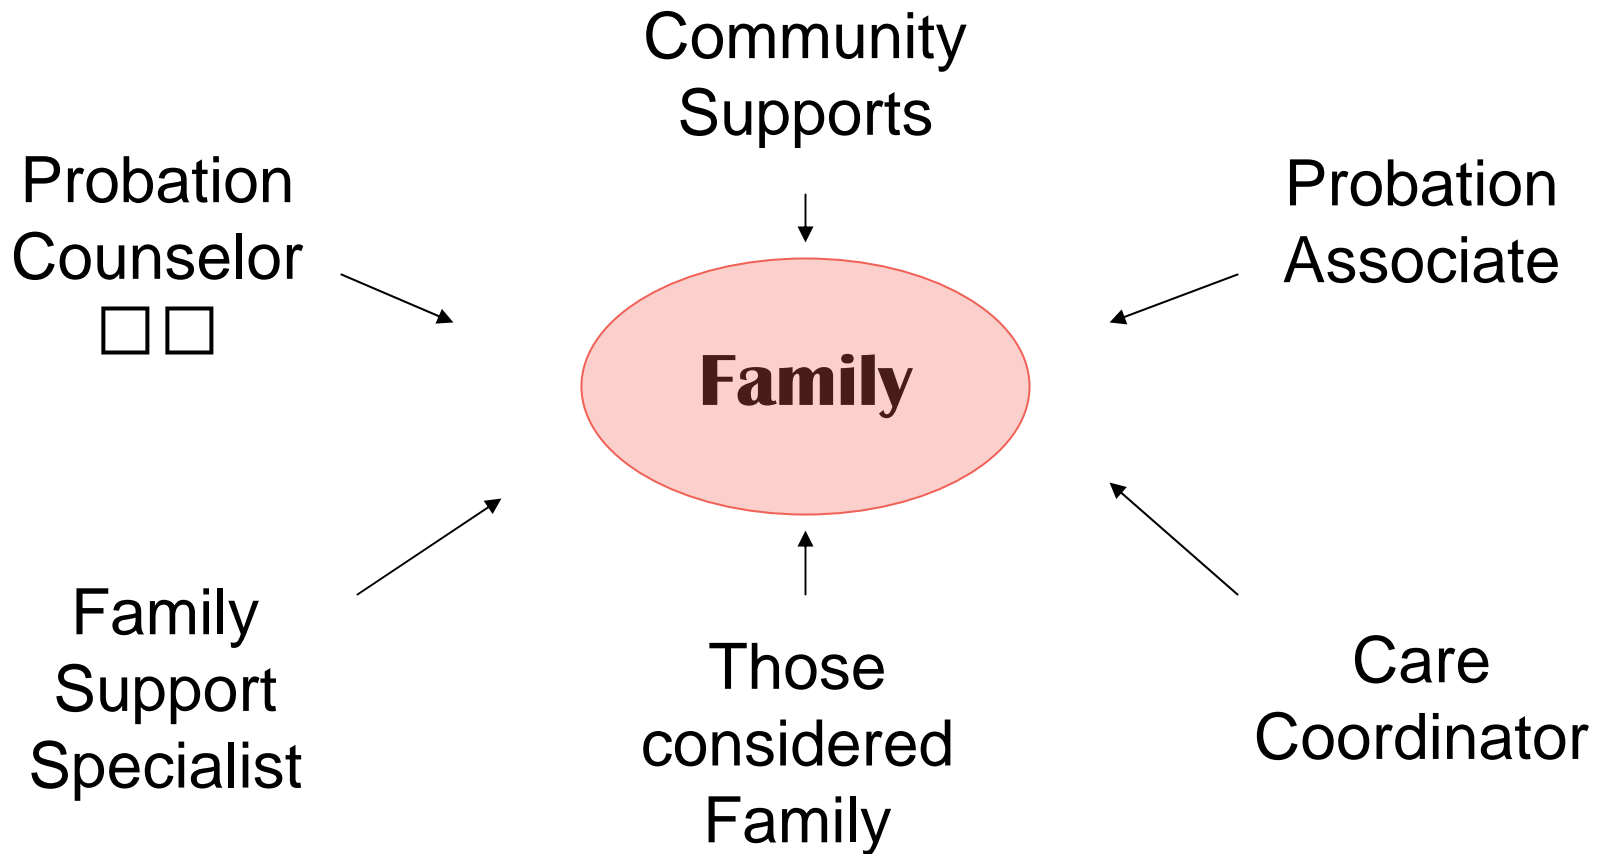 Community
Supports
Probation
Counselor
□□
Probation
Associate
Family
Family
Support
Specialist
Those
considered
Family
Care
Coordinator